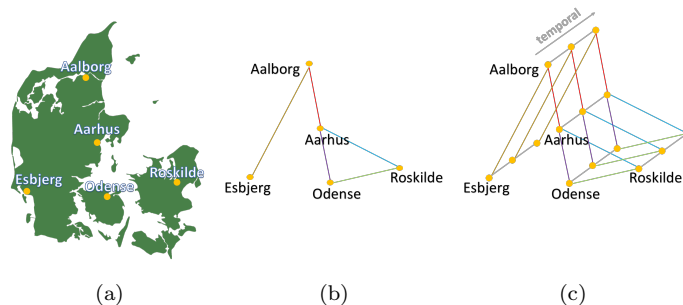 Aalborg
Aarhus
Esbjerg
Odense
Roskilde
(a)
Aalborg
Aarhus
Esbjerg
Odense
Roskilde
(b)
temporal
Aalborg
Aarhus
Esbjerg
Odense
Roskilde
(c)